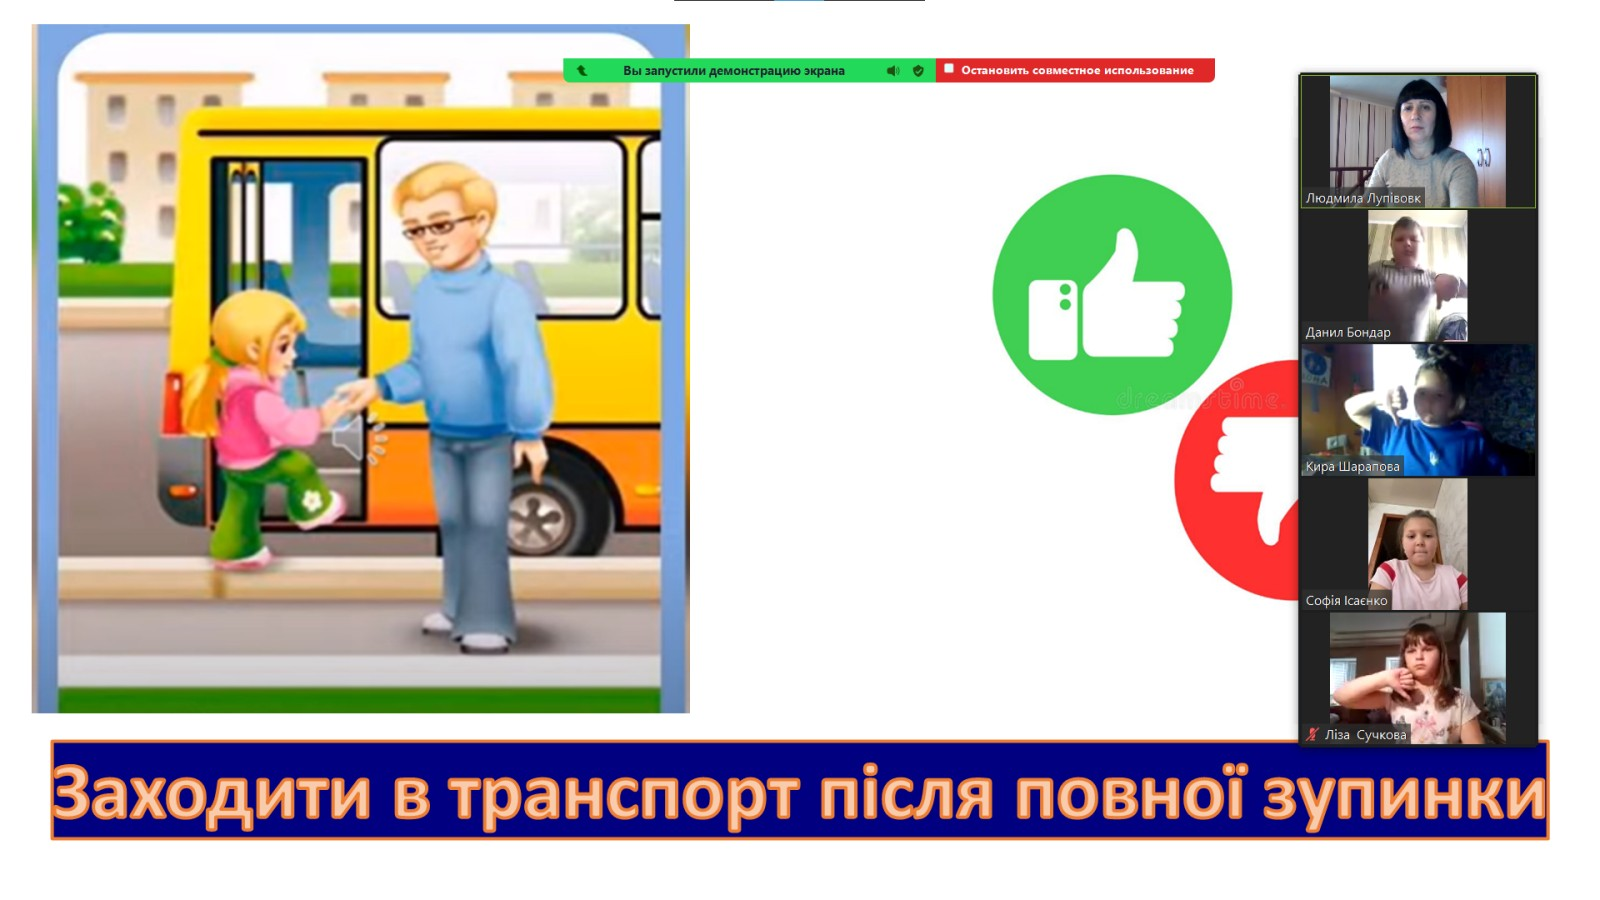 Вы запустили демонстрацию экрана
Остановить совместное использование
Людмила Лупівовк
Данил Бондар
dreamstime.
Кира Шарапова
Софія Ісаєнко
Ліза Сучкова
Заходити в транспорт після повної зупинки